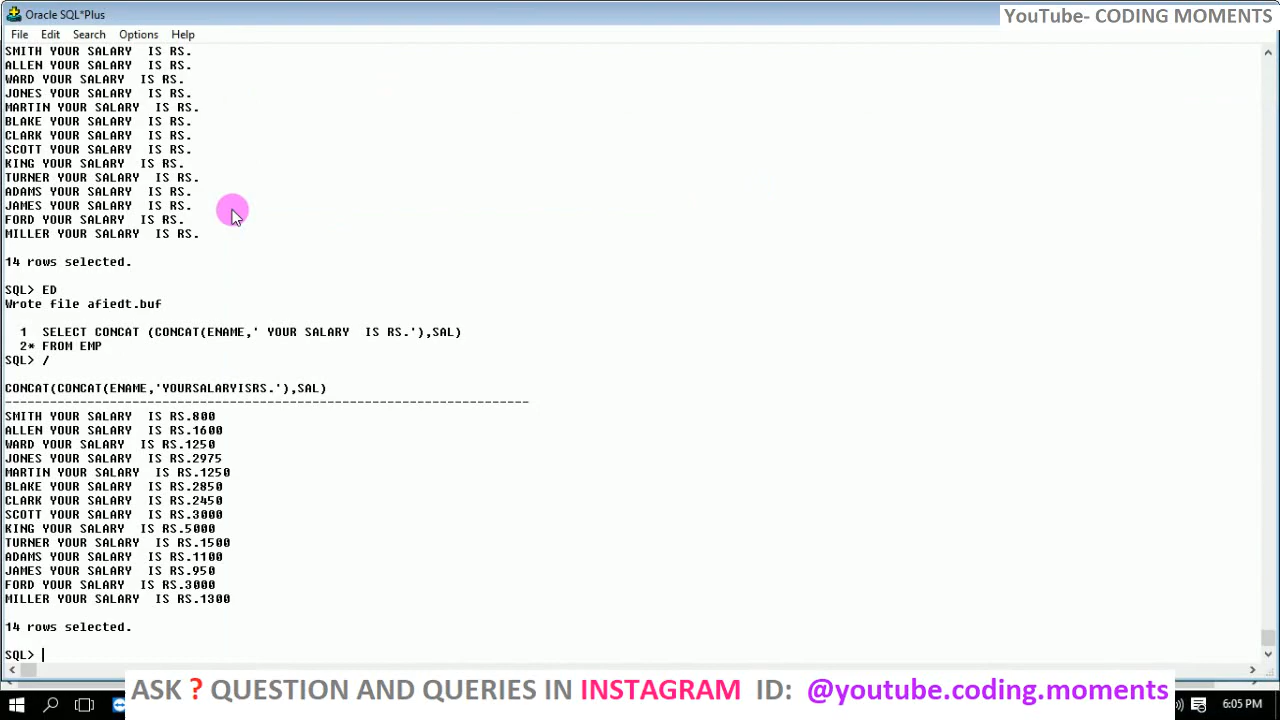 Oracle SQL*Plus
YouTube- CODING MOMENTS
File Edit Search Options Help
SMITH YOUR SALARY  IS RS.
ALLEN YOUR SALARY  IS RS.
WARD YOUR SALARY  IS RS.
JONES YOUR SALARY  IS RS.
MARTIN YOUR SALARY  IS RS.
BLAKE YOUR SALARY  IS RS.
CLARK YOUR SALARY  IS RS.
SCOTT YOUR SALARY  IS RS.
KING YOUR SALARY  IS RS.
TURNER YOUR SALARY  IS RS.
ADAMS YOUR SALARY  IS RS.
JAMES YOUR SALARY  IS RS.
FORD YOUR SALARY  IS RS.
MILLER YOUR SALARY  IS RS.
14 rows selected.
SQL> ED
Wrote file afiedt.buf
1  SELECT CONCAT (CONCAT(ENAME,' YOUR SALARY  IS RS.'),SAL)
2* FROM EMP
SQL> /
CONCAT(CONCAT(ENAME,'YOURSALARYISRS.'),SAL)
----------------------------------------------------------------------
SMITH YOUR SALARY  IS RS.800
ALLEN YOUR SALARY  IS RS.1600
WARD YOUR SALARY  IS RS.1250
JONES YOUR SALARY  IS RS.2975
MARTIN YOUR SALARY  IS RS.1250
BLAKE YOUR SALARY  IS RS.2850
CLARK YOUR SALARY  IS RS.2450
SCOTT YOUR SALARY  IS RS.3000
KING YOUR SALARY  IS RS.5000
TURNER YOUR SALARY  IS RS.1500
ADAMS YOUR SALARY  IS RS.1100
JAMES YOUR SALARY  IS RS.950
FORD YOUR SALARY  IS RS.3000
MILLER YOUR SALARY  IS RS.1300
14 rows selected.
SQL>
ASK ? QUESTION AND QUERIES IN INSTAGRAM ID: @youtube.coding.moments
6:05 PM